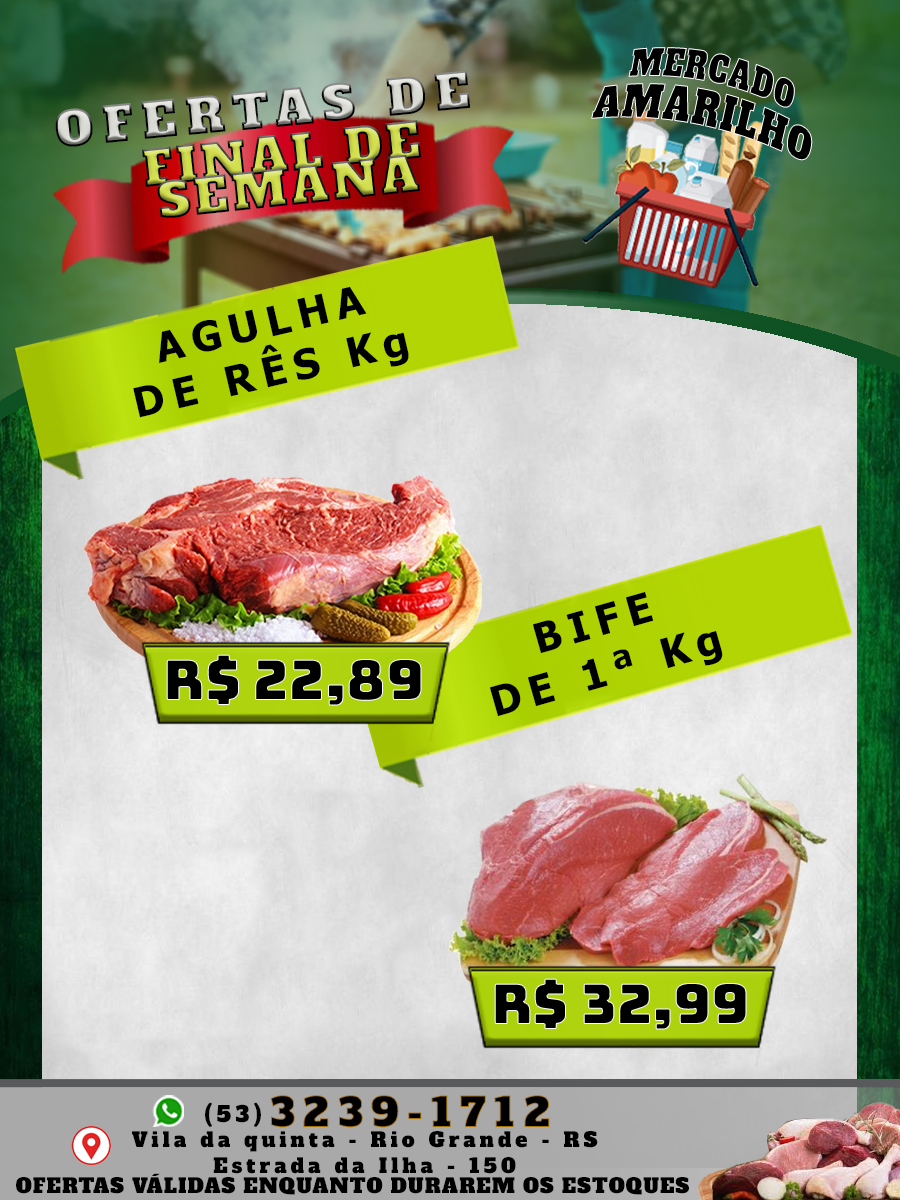 OFERTAS DE
FINAL DE
SEMANA
MERCADO
AMARILHO
AGULHA
DE RÊS Kg
R$ 22,89
BIFE
DE 1ª Kg
R$ 32,99
(53) 3239-1712
Vila da quinta - Rio Grande - RS
Estrada da Ilha - 150
OFERTAS VÁLIDAS ENQUANTO DURAREM OS ESTOQUES